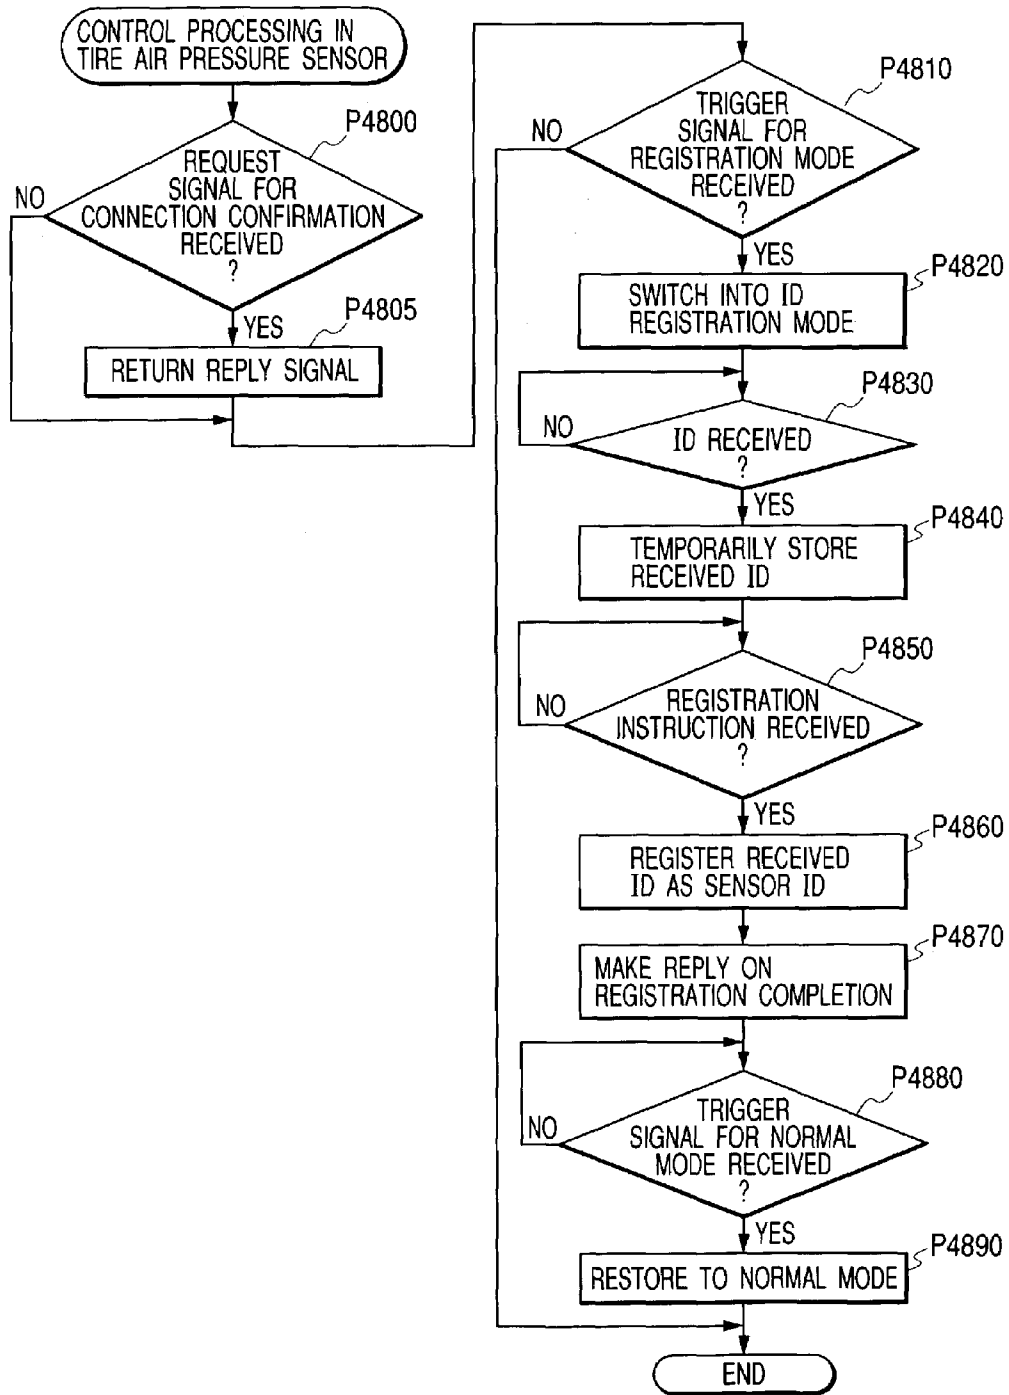 CONTROL PROCESSING IN
TIRE AIR PRESSURE SENSOR
P4800
REQUEST
SIGNAL FOR
CONNECTION CONFIRMATION
RECEIVED
?
NO
YES
P4805
RETURN REPLY SIGNAL
P4810
TRIGGER
SIGNAL FOR
REGISTRATION MODE
RECEIVED
?
NO
YES
P4820
SWITCH INTO ID
REGISTRATION MODE
P4830
ID RECEIVED
?
NO
YES
P4840
TEMPORARILY STORE
RECEIVED ID
P4850
REGISTRATION
INSTRUCTION RECEIVED
?
NO
YES
P4860
REGISTER RECEIVED
ID AS SENSOR ID
P4870
MAKE REPLY ON
REGISTRATION COMPLETION
P4880
TRIGGER
SIGNAL FOR NORMAL
MODE RECEIVED
?
NO
YES
P4890
RESTORE TO NORMAL MODE
END